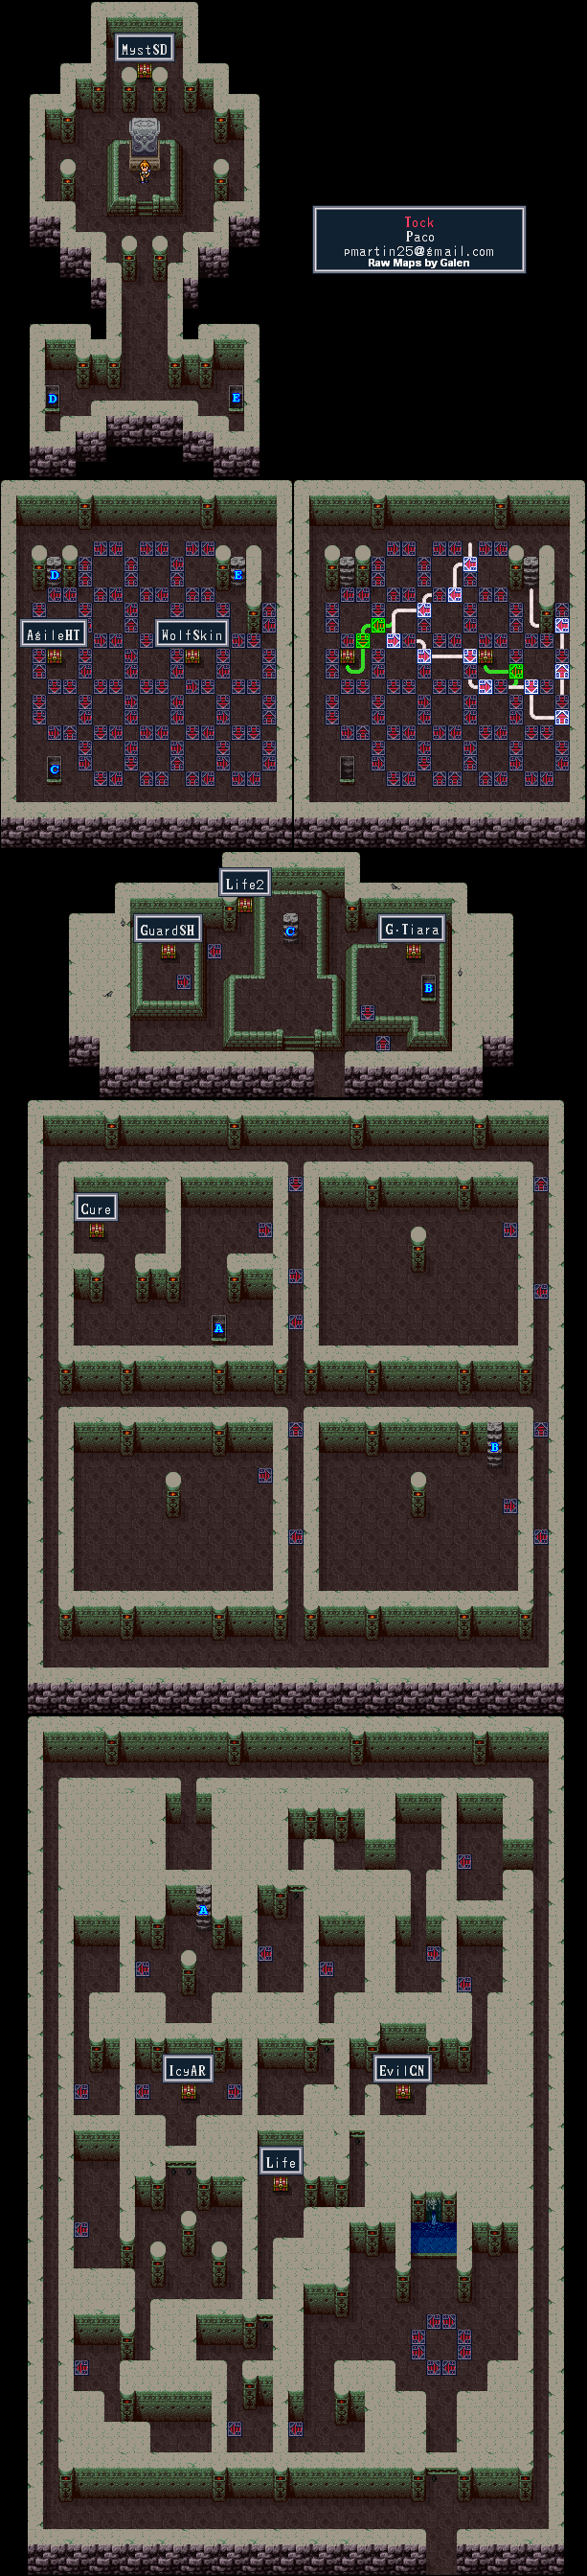 MystSD
Tock
Paco
pmartin25@gmail.com
Raw Maps by Galen
D
E
D
E
AgileHT
WolfSkin
C
Life2
GuardSH
C
G·Tiara
B
Cure
A
B
A
IcyAR
EvilCN
Life